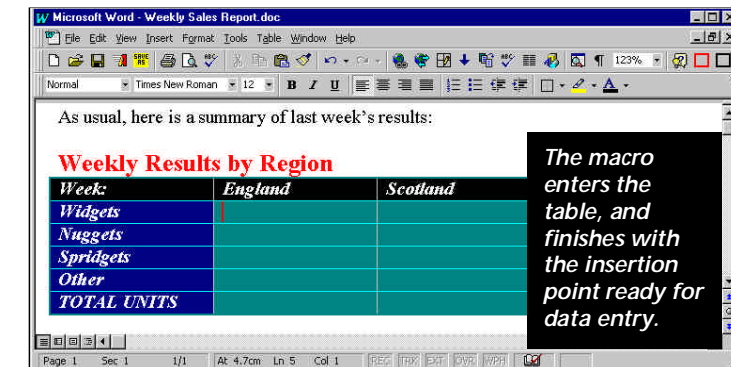 Microsoft Word - Weekly Sales Report.doc
File Edit View Insert Format Tools Table Window Help
123%
Normal Times New Roman 12 B I U
As usual, here is a summary of last week's results:
Weekly Results by Region
Week: England Scotland
Widgets
Nuggets
Spridgets
Other
TOTAL UNITS
The macro
enters the
table, and
finishes with
the insertion
point ready for
data entry.
Page 1 Sec 1 1/1 At 4.7cm Ln 5 Col 1 REC TRK EXT OVR WPH